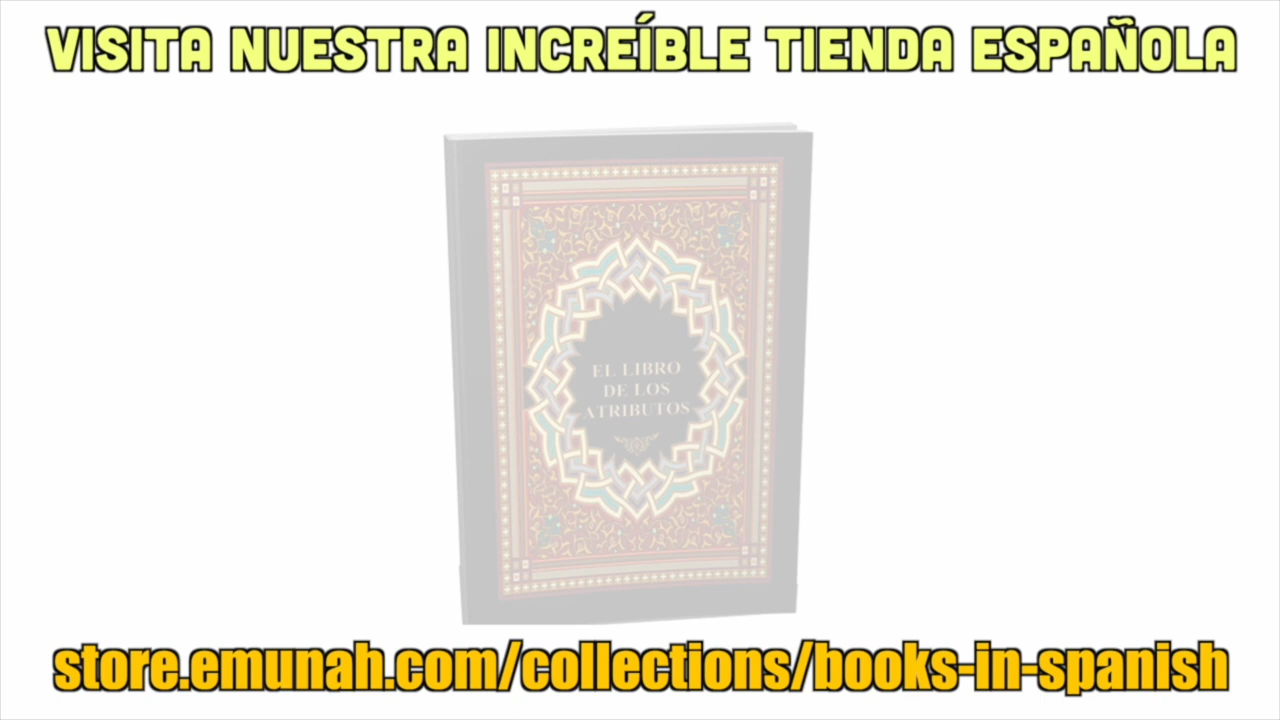 VISITA NUESTRA INCREÍBLE TIENDA ESPAÑOLA
EL LIBRO
DE LOS
ATRIBUTOS
store.emunah.com/collections/books-in-spanish